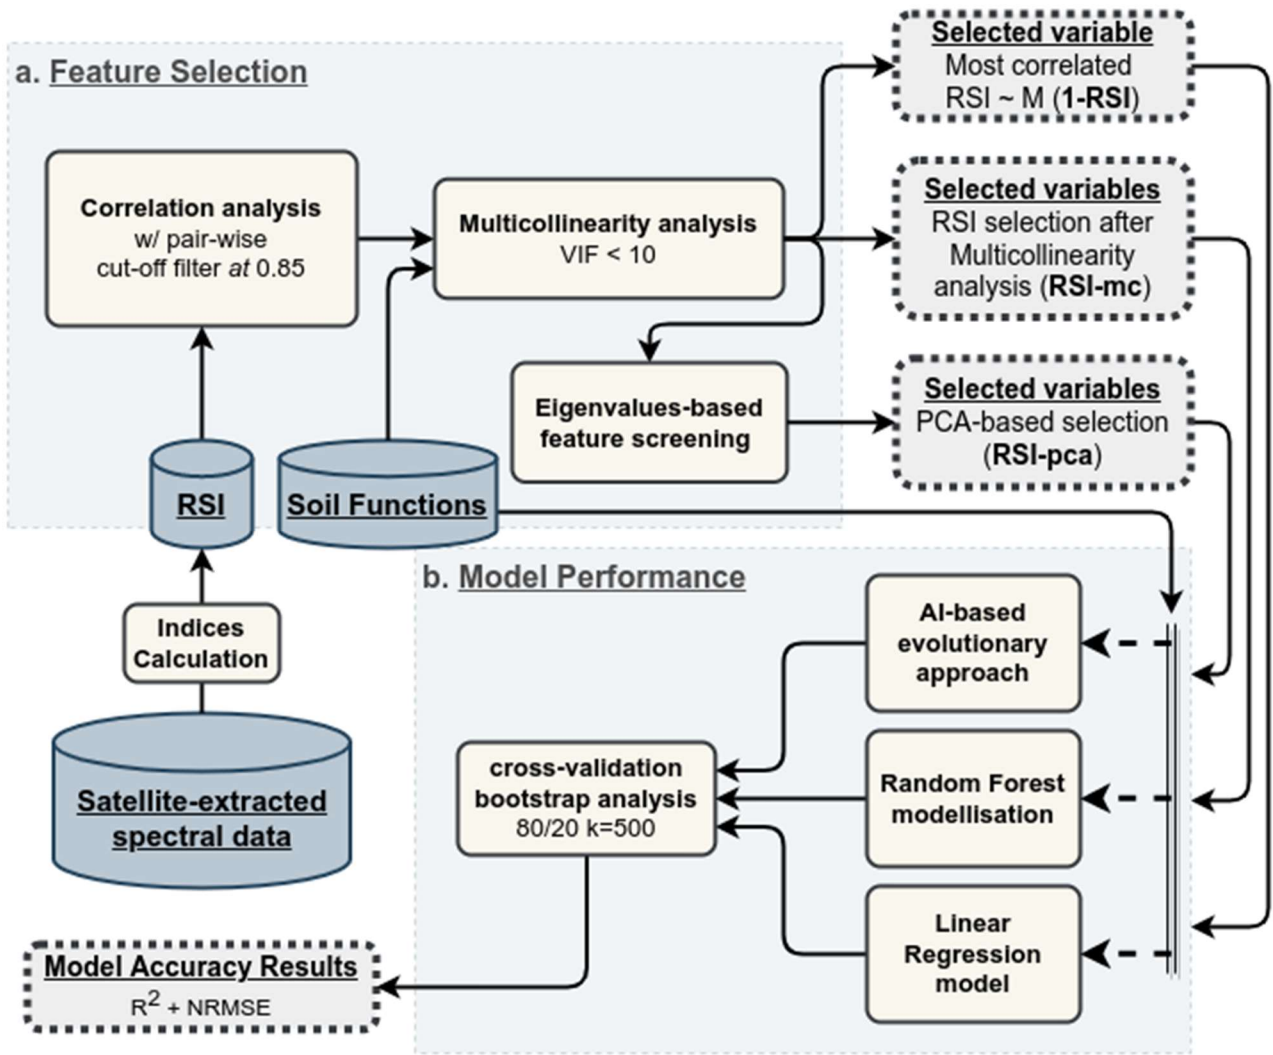 a. Feature Selection
Correlation analysis
w/ pair-wise
cut-off filter at 0.85
Multicollinearity analysis
VIF < 10
Eigenvalues-based
feature screening
Selected variable
Most correlated
RSI ~ M (1-RSI)
Selected variables
RSI selection after
Multicollinearity
analysis (RSI-mc)
Selected variables
PCA-based selection
(RSI-pca)
RSI
Soil Functions
Indices
Calculation
Satellite-extracted
spectral data
b. Model Performance
AI-based
evolutionary
approach
Random Forest
modellisation
Linear
Regression
model
cross-validation
bootstrap analysis
80/20 k=500
Model Accuracy Results
R² + NRMSE